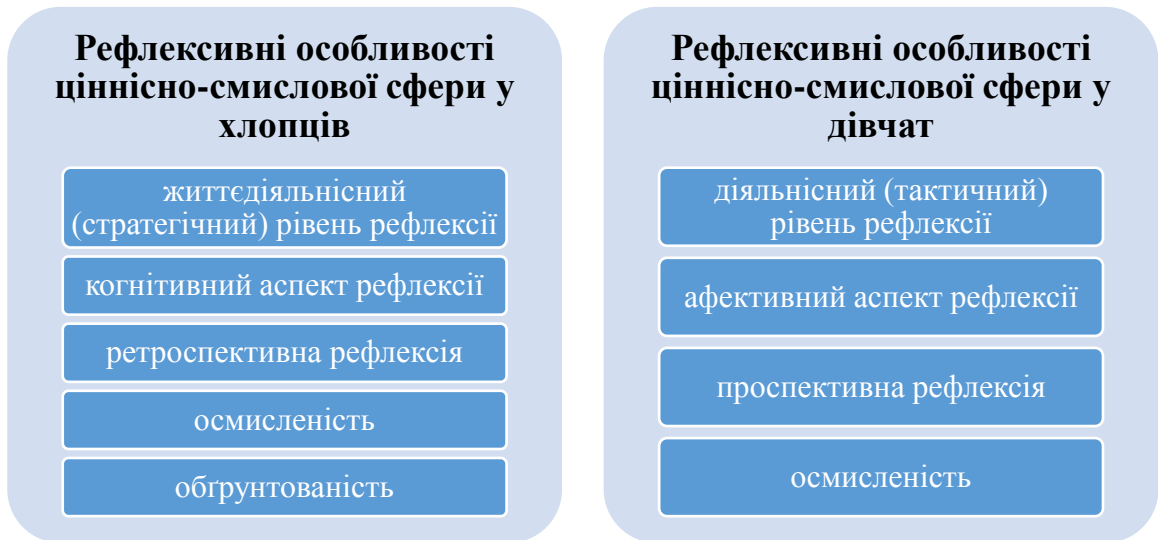 Рефлексивні особливості
ціннісно-смислової сфери у
хлопців
життєдіяльнісний
(стратегічний) рівень рефлексії
когнітивний аспект рефлексії
ретроспективна рефлексія
осмисленість
обґрунтованість
Рефлексивні особливості
ціннісно-смислової сфери у
дівчат
діяльнісний (тактичний)
рівень рефлексії
афективний аспект рефлексії
проспективна рефлексія
осмисленість